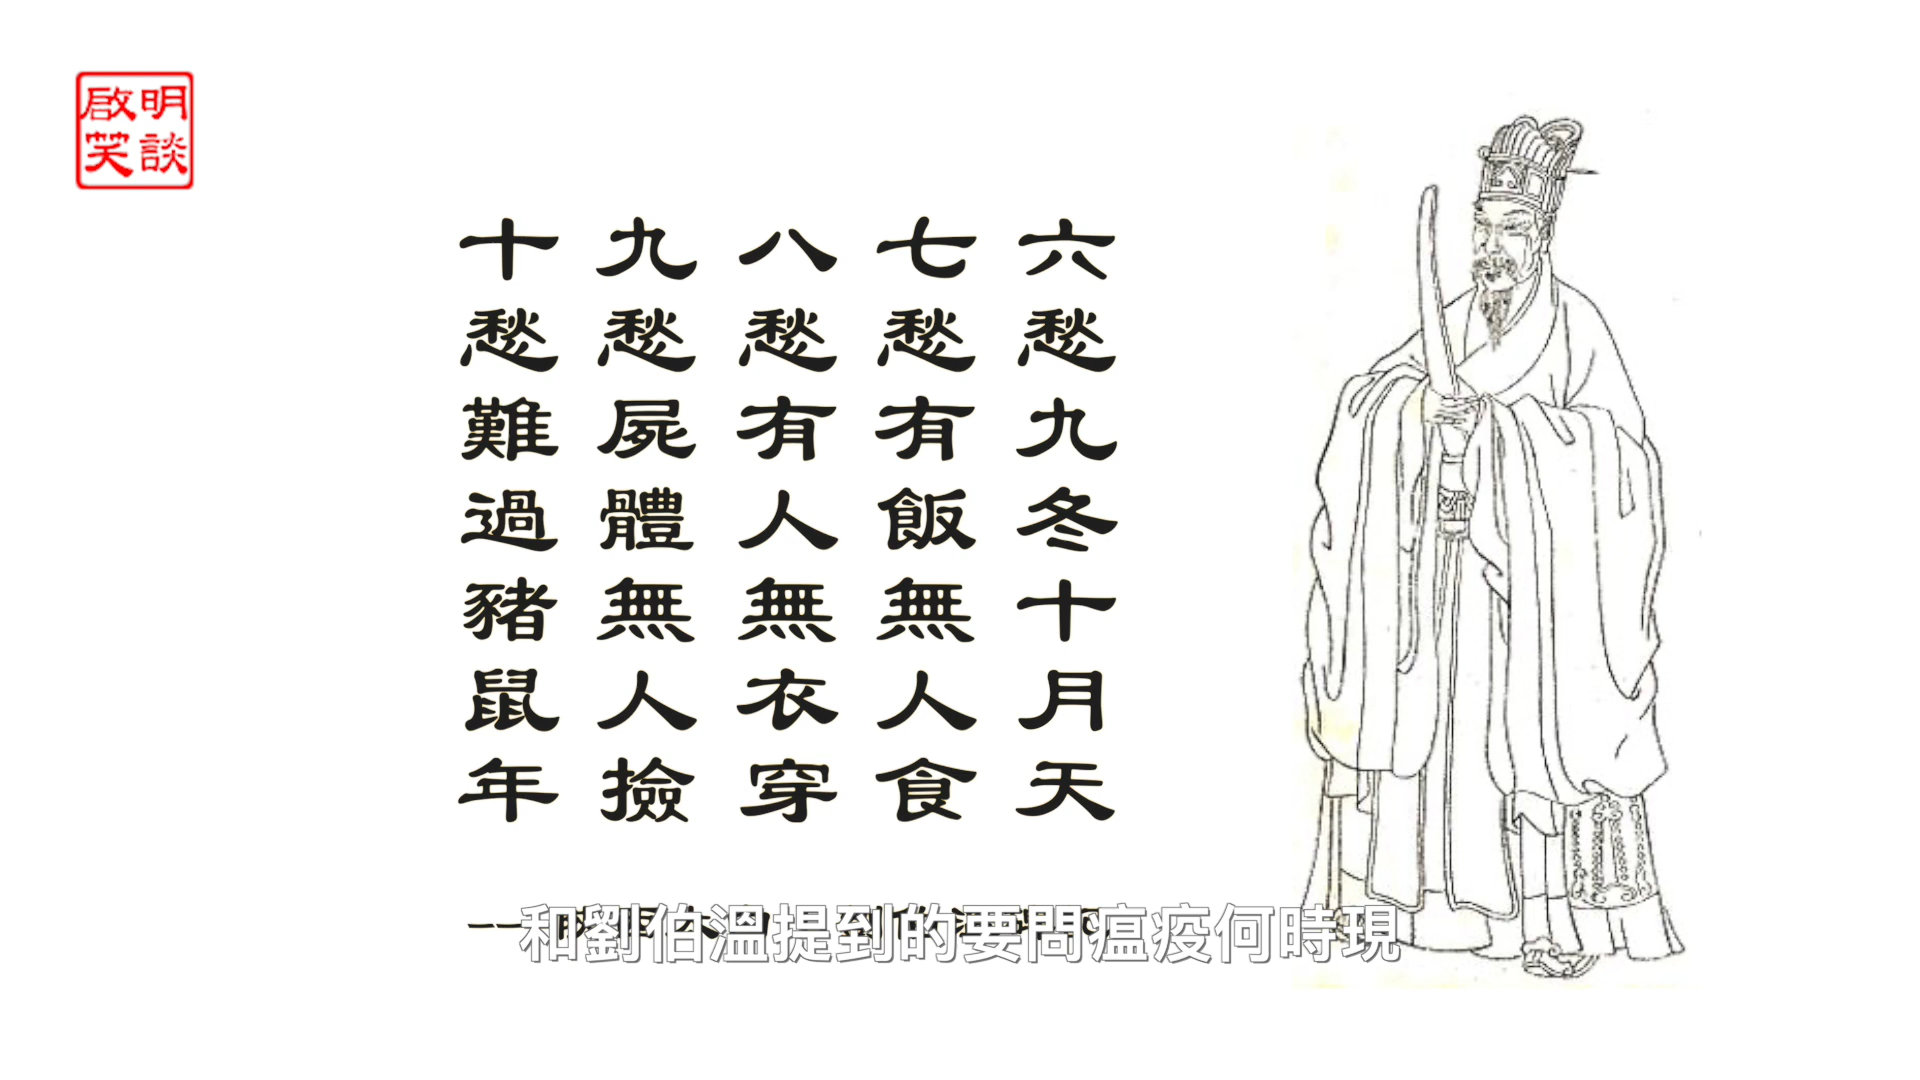 啟明
笑談
六愁九冬十月天
七愁有飯無人食
八愁有人無衣穿
九愁屍體無人撿
十愁難過豬鼠年
和劉伯溫提到的要問瘟疫何時現